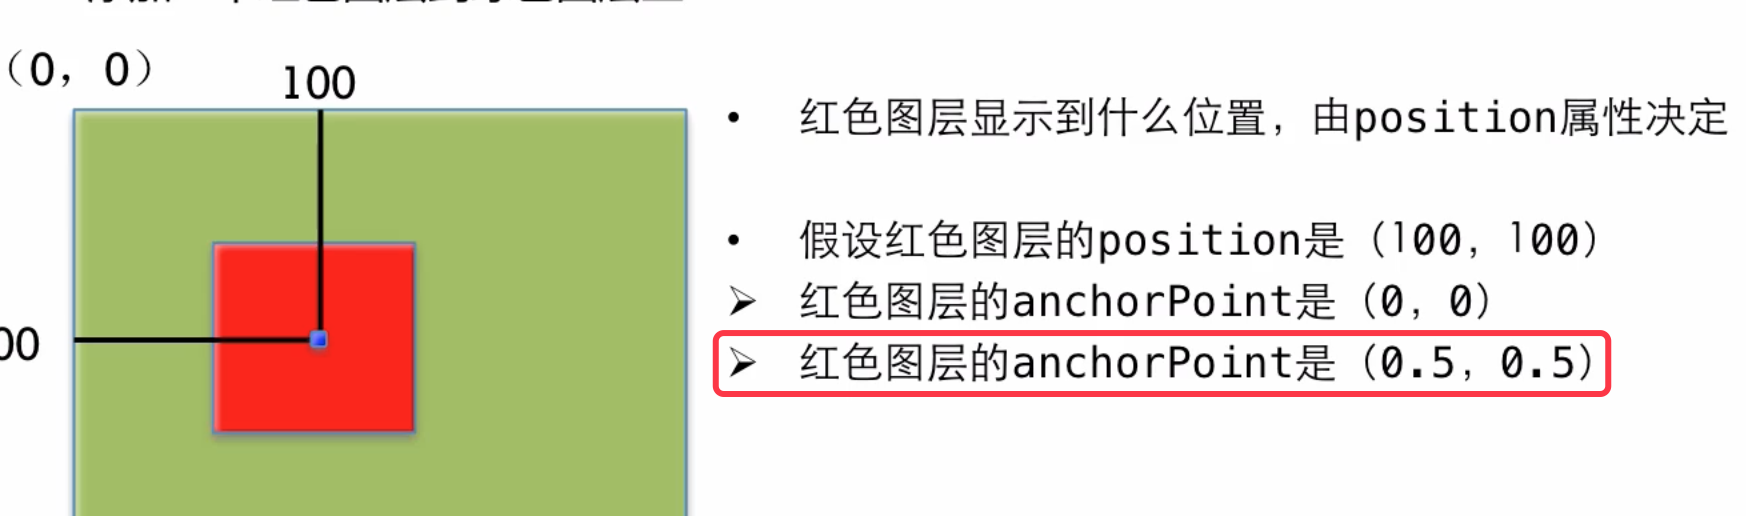 （0，0）
100
00
• 红色图层显示到什么位置，由position属性决定
• 假设红色图层的position是（100，100）
➢ 红色图层的anchorPoint是（0，0）
➢ 红色图层的anchorPoint是（0.5，0.5）